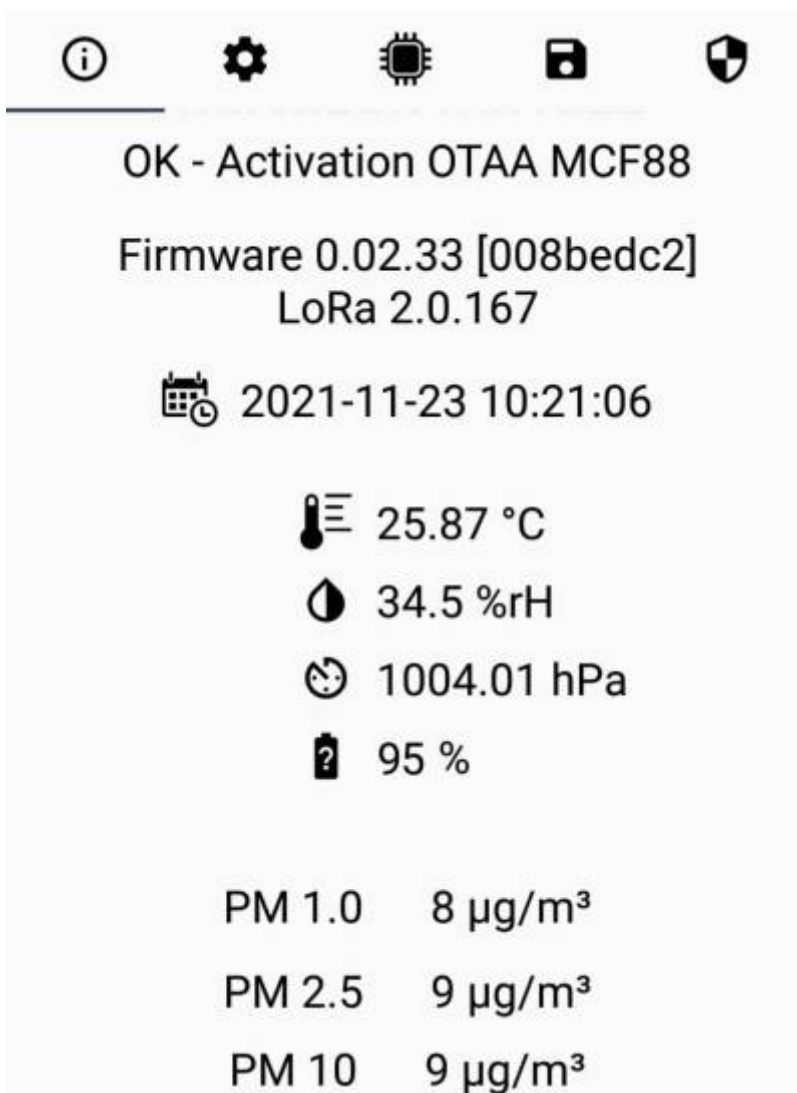 OK - Activation OTAA MCF88
Firmware 0.02.33 [008bedc2]
LoRa 2.0.167
2021-11-23 10:21:06
25.87 °C
34.5 %rH
1004.01 hPa
95 %
PM 1.0 8 µg/m³
PM 2.5 9 µg/m³
PM 10 9 µg/m³